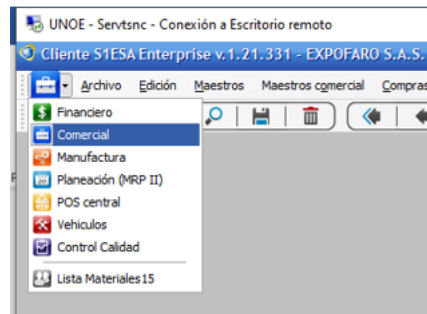 UNOE - Servtsnc - Conexión a Escritorio remoto
Cliente S1ESA Enterprise v.1.21.331 - EXPOFARO S.A.S.
Archivo Edición Maestros Maestros comercial Compras
Financiero
Comercial
Manufactura
Planeación (MRP II)
POS central
Vehiculos
Control Calidad
Lista Materiales15